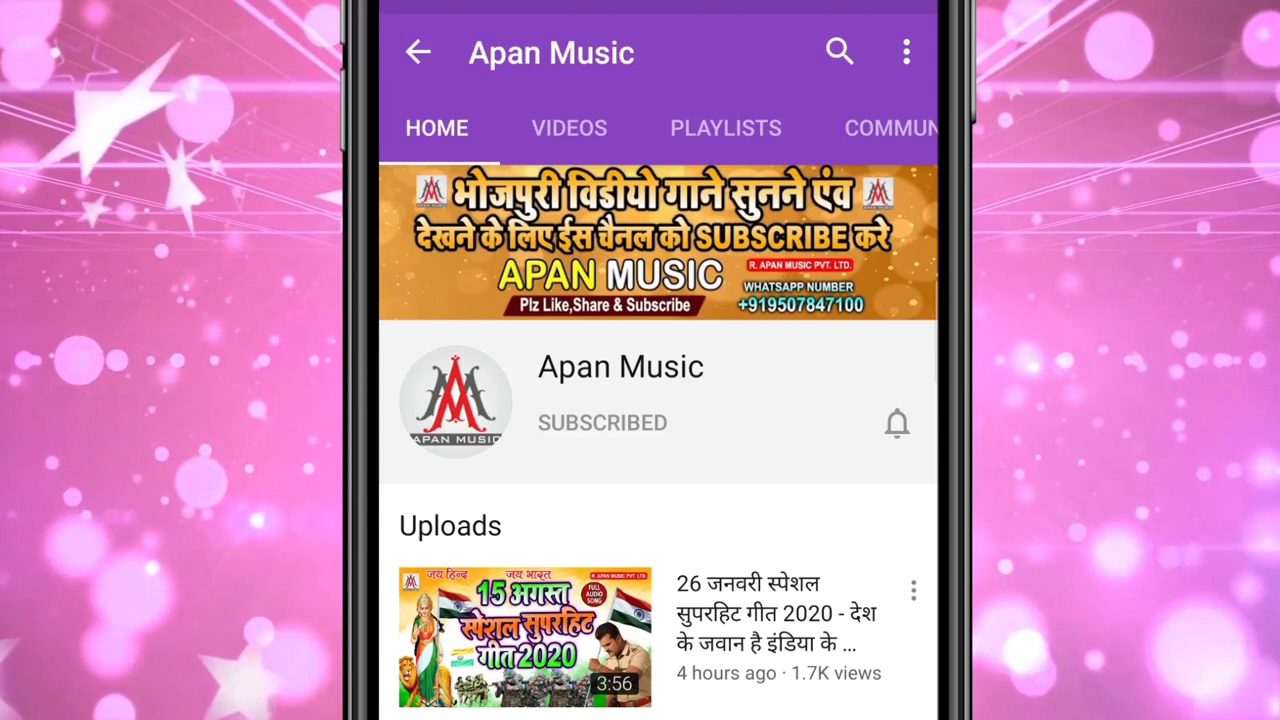 Apan Music
HOME VIDEOS PLAYLISTS COMMUN
भोजपुरी विडीयो गाने सुनने एंव
देखने के लिए ईस चैनल को SUBSCRIBE करे
APAN MUSIC
R. APAN MUSIC PVT. LTD.
WHATSAPP NUMBER
Plz Like,Share & Subscribe
+919507847100
Apan Music
SUBSCRIBED
APAN MUSIC
Uploads
जय हिन्द जय भारत
R. APAN MUSIC PVT. LTD
15 अगस्त
FULL
AUDIO
SONG
स्पेशल सुपरहिट
गीत 2020
3:56
26 जनवरी स्पेशल
सुपरहिट गीत 2020 - देश
के जवान है इंडिया के ...
4 hours ago · 1.7K views